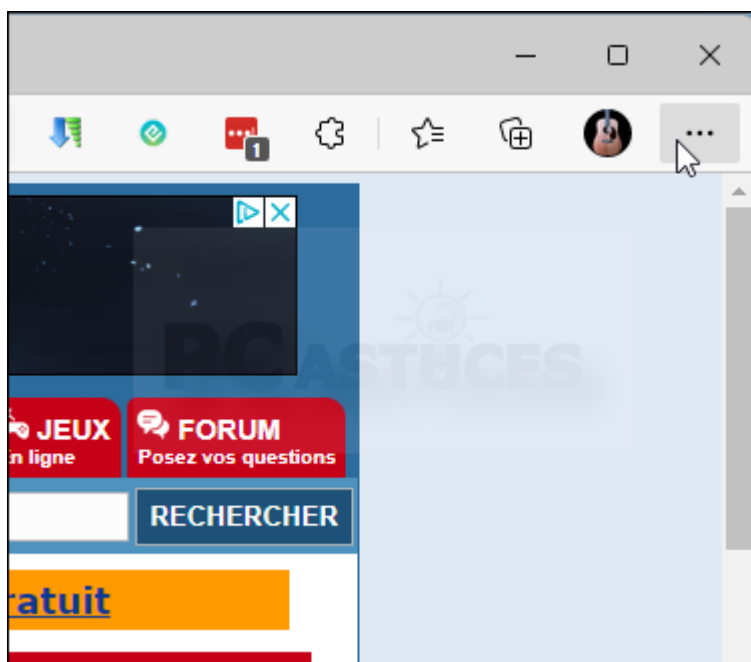 1
PC ASTUCES
JEUX
FORUM
n ligne
Posez vos questions
RECHERCHER
ratuit